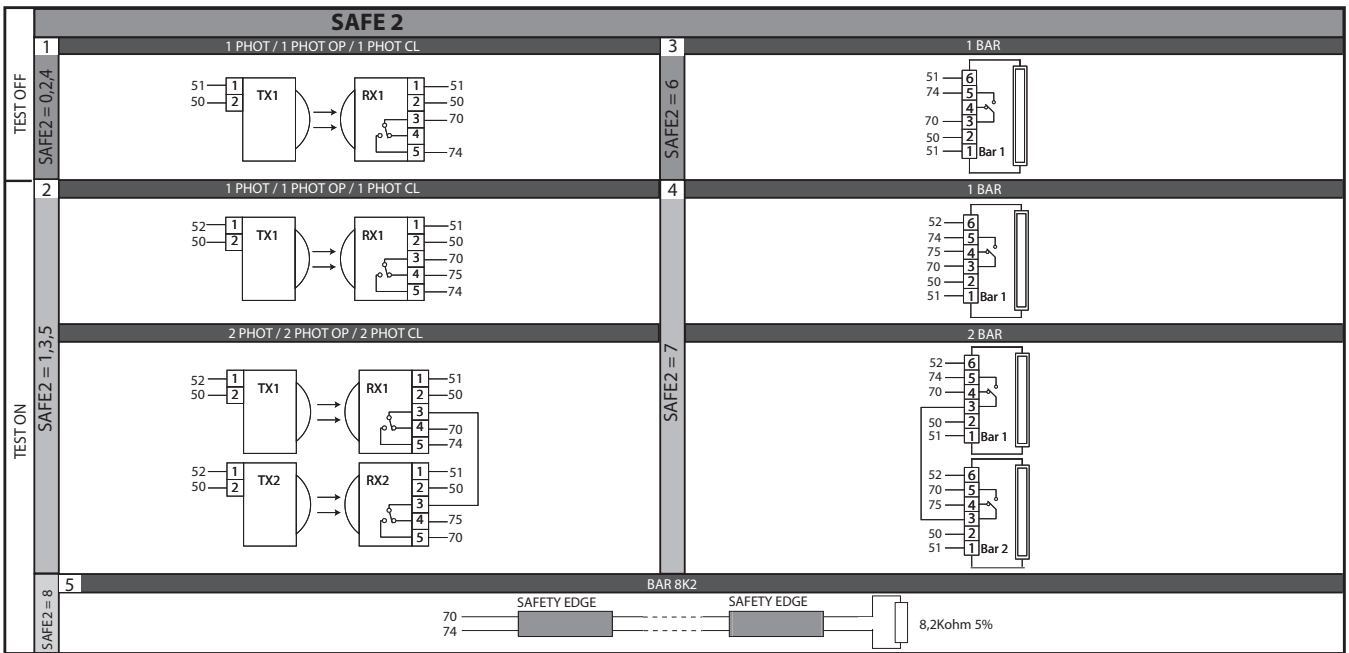 SAFE 2
TEST OFF
SAFE2 = 0,2,4
1
1 PHOT / 1 PHOT OP / 1 PHOT CL
51 1 TX1 RX1 1 51
50 2 2 50
3 70
4
5 74
SAFE2 = 6
3
1 BAR
51 6
74 5
4
70 3
50 2
51 1 Bar 1
TEST ON
SAFE2 = 1,3,5
2
1 PHOT / 1 PHOT OP / 1 PHOT CL
52 1 TX1 RX1 1 51
50 2 2 50
3 70
4 75
5 74
2 PHOT / 2 PHOT OP / 2 PHOT CL
52 1 TX1 RX1 1 51
50 2 2 50
3
4 70
5 74
52 1 TX2 RX2 1 51
50 2 2 50
3
4 75
5 70
SAFE2 = 7
4
1 BAR
52 6
74 5
75 4
70 3
50 2
51 1 Bar 1
2 BAR
52 6
74 5
70 4
3
50 2
51 1 Bar 1
52 6
70 5
75 4
3
50 2
51 1 Bar 2
SAFE2 = 8
5
BAR 8K2
SAFETY EDGE SAFETY EDGE
70
74
8,2Kohm 5%